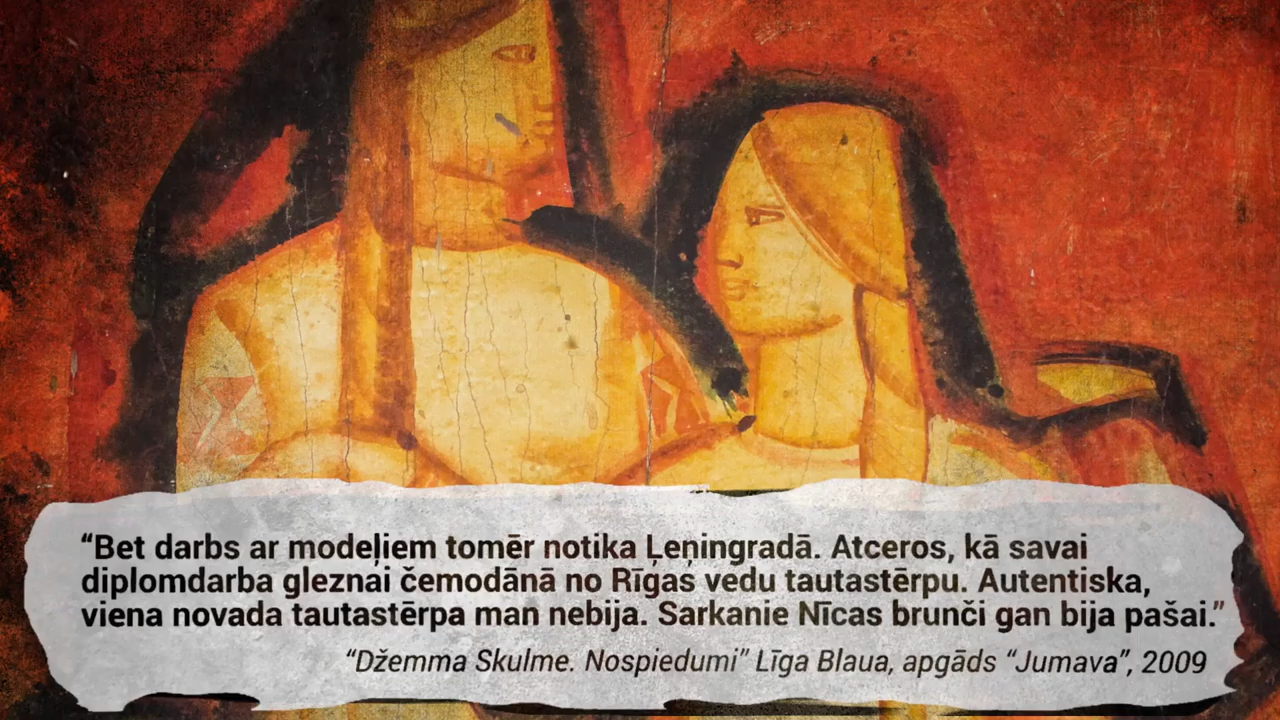 “Bet darbs ar modeļiem tomēr notika Ļeņingradā. Atceros, kā savai
diplomdarba gleznai čemodānā no Rīgas vedu tautastērpu. Autentiska,
viena novada tautastērpa man nebija. Sarkanie Nīcas brunči gan bija pašai.”
“Džemma Skulme. Nospiedumi” Līga Blaua, apgāds “Jumava”, 2009